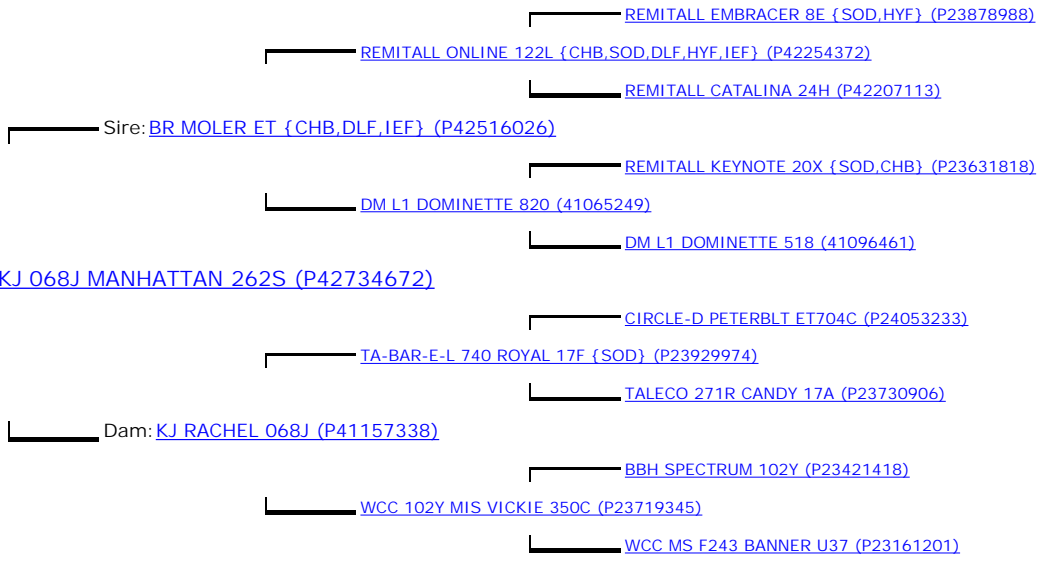 REMITALL EMBRACER 8E {SOD,HYF} (P23878988)
REMITALL ONLINE 122L {CHB,SOD,DLF,HYF,IEF} (P42254372)
REMITALL CATALINA 24H (P42207113)
Sire: BR MOLER ET {CHB,DLF,IEF} (P42516026)
REMITALL KEYNOTE 20X {SOD,CHB} (P23631818)
DM L1 DOMINETTE 820 (41065249)
DM L1 DOMINETTE 518 (41096461)
KJ 068J MANHATTAN 262S (P42734672)
CIRCLE-D PETERBLT ET704C (P24053233)
TA-BAR-E-L 740 ROYAL 17F {SOD} (P23929974)
TALECO 271R CANDY 17A (P23730906)
Dam: KJ RACHEL 068J (P41157338)
BBH SPECTRUM 102Y (P23421418)
WCC 102Y MIS VICKIE 350C (P23719345)
WCC MS F243 BANNER U37 (P23161201)